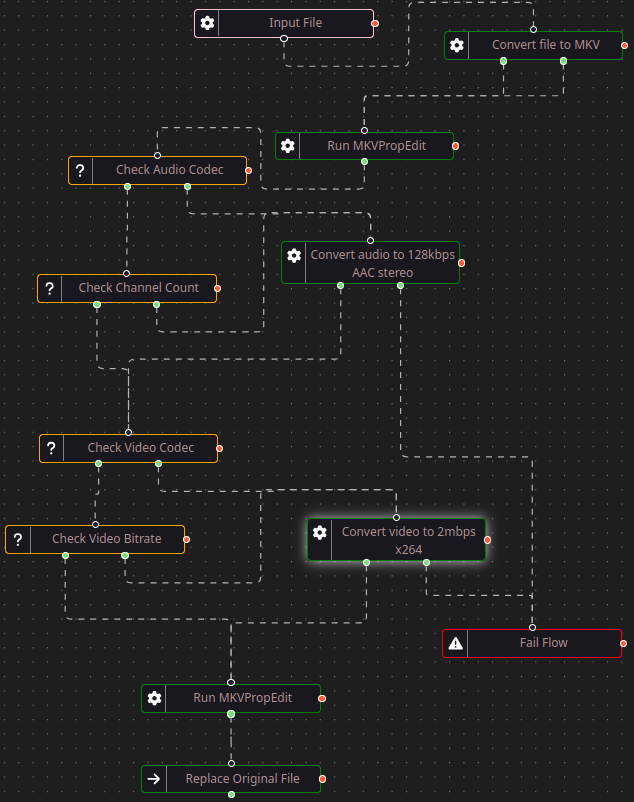 Input File
Convert file to MKV
Run MKVPropEdit
? Check Audio Codec
Convert audio to 128kbps
AAC stereo
? Check Channel Count
? Check Video Codec
? Check Video Bitrate
Convert video to 2mbps
x264
Fail Flow
Run MKVPropEdit
Replace Original File